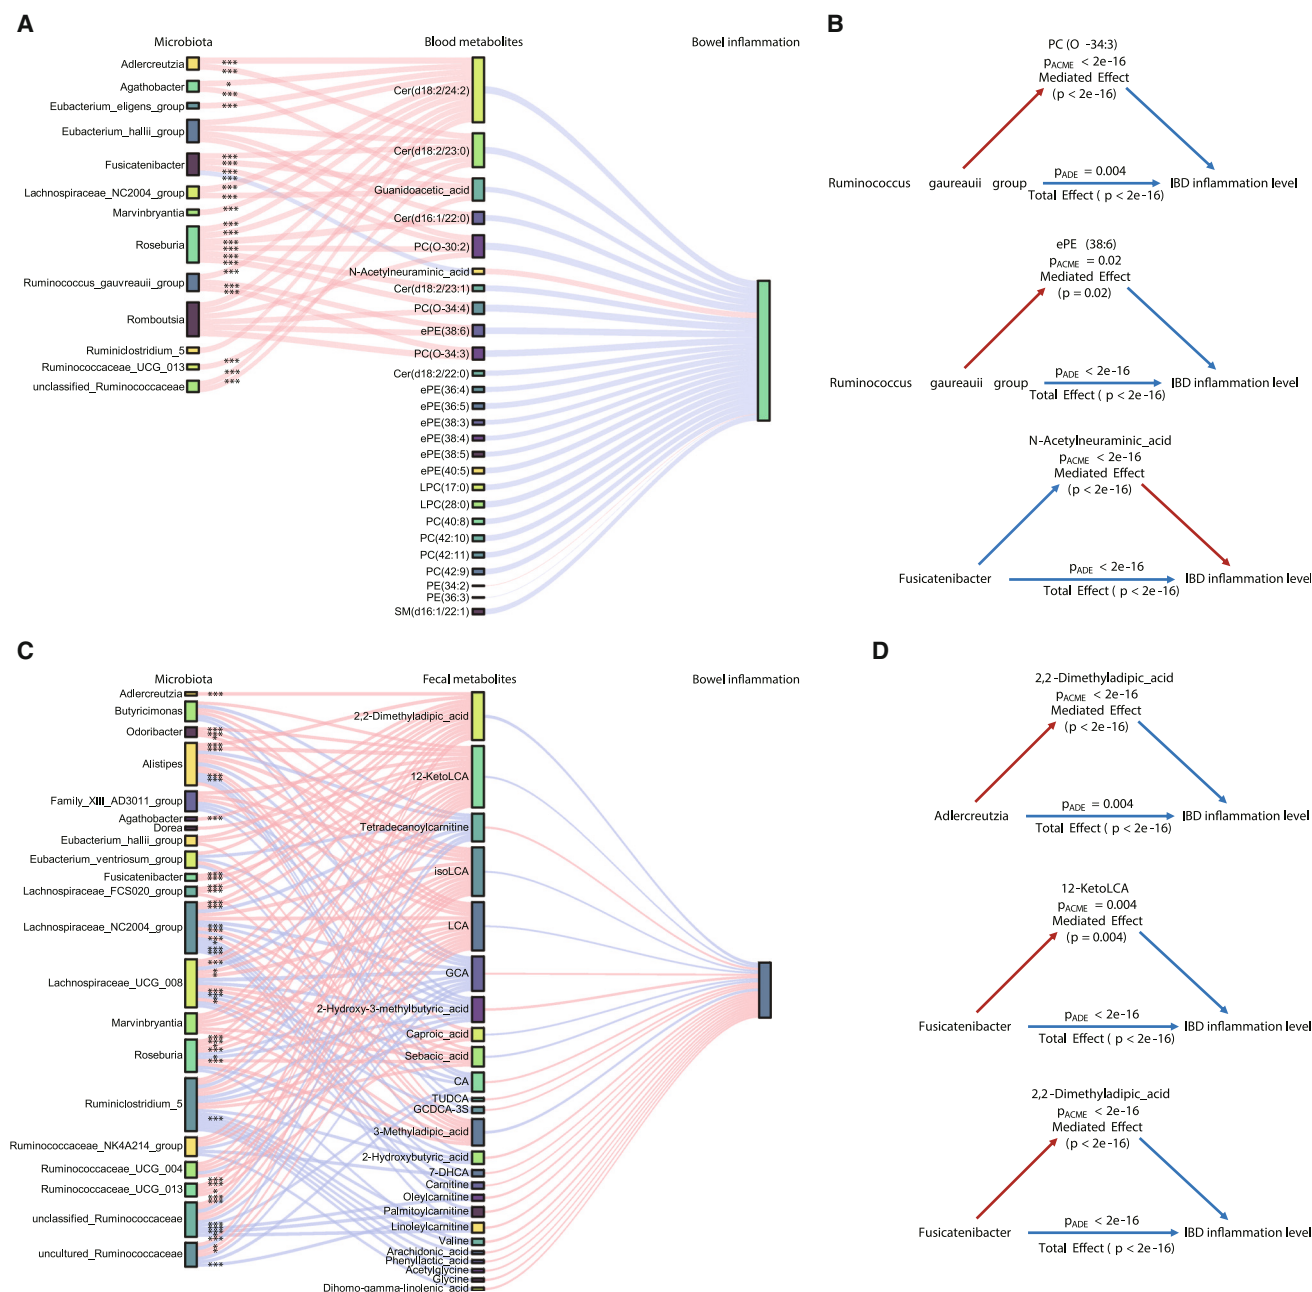 A
Microbiota
Blood metabolites
Bowel inflammation
Adlercreutzia
Agathobacter
Eubacterium_eligens_group
Eubacterium_hallii_group
Fusicatenibacter
Lachnospiraceae_NC2004_group
Marvinbryantia
Roseburia
Ruminococcus_gauvreauii_group
Romboutsia
Ruminiclostridium_5
Ruminococcaceae_UCG_013
unclassified_Ruminococcaceae
Cer(d18:2/24:2)
Cer(d18:2/23:0)
Guanidoacetic_acid
Cer(d16:1/22:0)
PC(O-30:2)
N-Acetylneuraminic_acid
Cer(d18:2/23:1)
PC(O-34:4)
ePE(38:6)
PC(O-34:3)
Cer(d18:2/22:0)
ePE(36:4)
ePE(36:5)
ePE(38:3)
ePE(38:4)
ePE(38:5)
ePE(40:5)
LPC(17:0)
LPC(28:0)
PC(40:8)
PC(42:10)
PC(42:11)
PC(42:9)
PE(34:2)
PE(36:3)
SM(d16:1/22:1)
B
PC (O -34:3)
pACME < 2e-16
Mediated Effect
(p < 2e-16)
Ruminococcus gaureauii group
pADE = 0.004
Total Effect ( p < 2e-16)
IBD inflammation level
ePE (38:6)
pACME = 0.02
Mediated Effect
(p = 0.02)
Ruminococcus gaureauii group
pADE < 2e-16
Total Effect ( p < 2e-16)
IBD inflammation level
N-Acetylneuraminic_acid
pACME < 2e-16
Mediated Effect
(p < 2e-16)
Fusicatenibacter
pADE < 2e-16
Total Effect ( p < 2e-16)
IBD inflammation level
C
Microbiota
Fecal metabolites
Bowel inflammation
Adlercreutzia
Butyricimonas
Odoribacter
Alistipes
Family_XIII_AD3011_group
Agathobacter
Dorea
Eubacterium_hallii_group
Eubacterium_ventriosum_group
Fusicatenibacter
Lachnospiraceae_FCS020_group
Lachnospiraceae_NC2004_group
Lachnospiraceae_UCG_008
Marvinbryantia
Roseburia
Ruminiclostridium_5
Ruminococcaceae_NK4A214_group
Ruminococcaceae_UCG_004
Ruminococcaceae_UCG_013
unclassified_Ruminococcaceae
uncultured_Ruminococcaceae
2,2-Dimethyladipic_acid
12-KetoLCA
Tetradecanoylcarnitine
isoLCA
LCA
GCA
2-Hydroxy-3-methylbutyric_acid
Caproic_acid
Sebacic_acid
CA
TUDCA
GCDCA-3S
3-Methyladipic_acid
2-Hydroxybutyric_acid
7-DHCA
Carnitine
Oleylcarnitine
Palmitoylcarnitine
Linoleylcarnitine
Valine
Arachidonic_acid
Phenyllactic_acid
Acetylglycine
Glycine
Dihomo-gamma-linolenic_acid
D
2,2-Dimethyladipic_acid
pACME < 2e-16
Mediated Effect
(p < 2e-16)
Adlercreutzia
pADE = 0.004
Total Effect ( p < 2e-16)
IBD inflammation level
12-KetoLCA
pACME = 0.004
Mediated Effect
(p = 0.004)
Fusicatenibacter
pADE < 2e-16
Total Effect ( p < 2e-16)
IBD inflammation level
2,2-Dimethyladipic_acid
pACME < 2e-16
Mediated Effect
(p < 2e-16)
Fusicatenibacter
pADE < 2e-16
Total Effect ( p < 2e-16)
IBD inflammation level